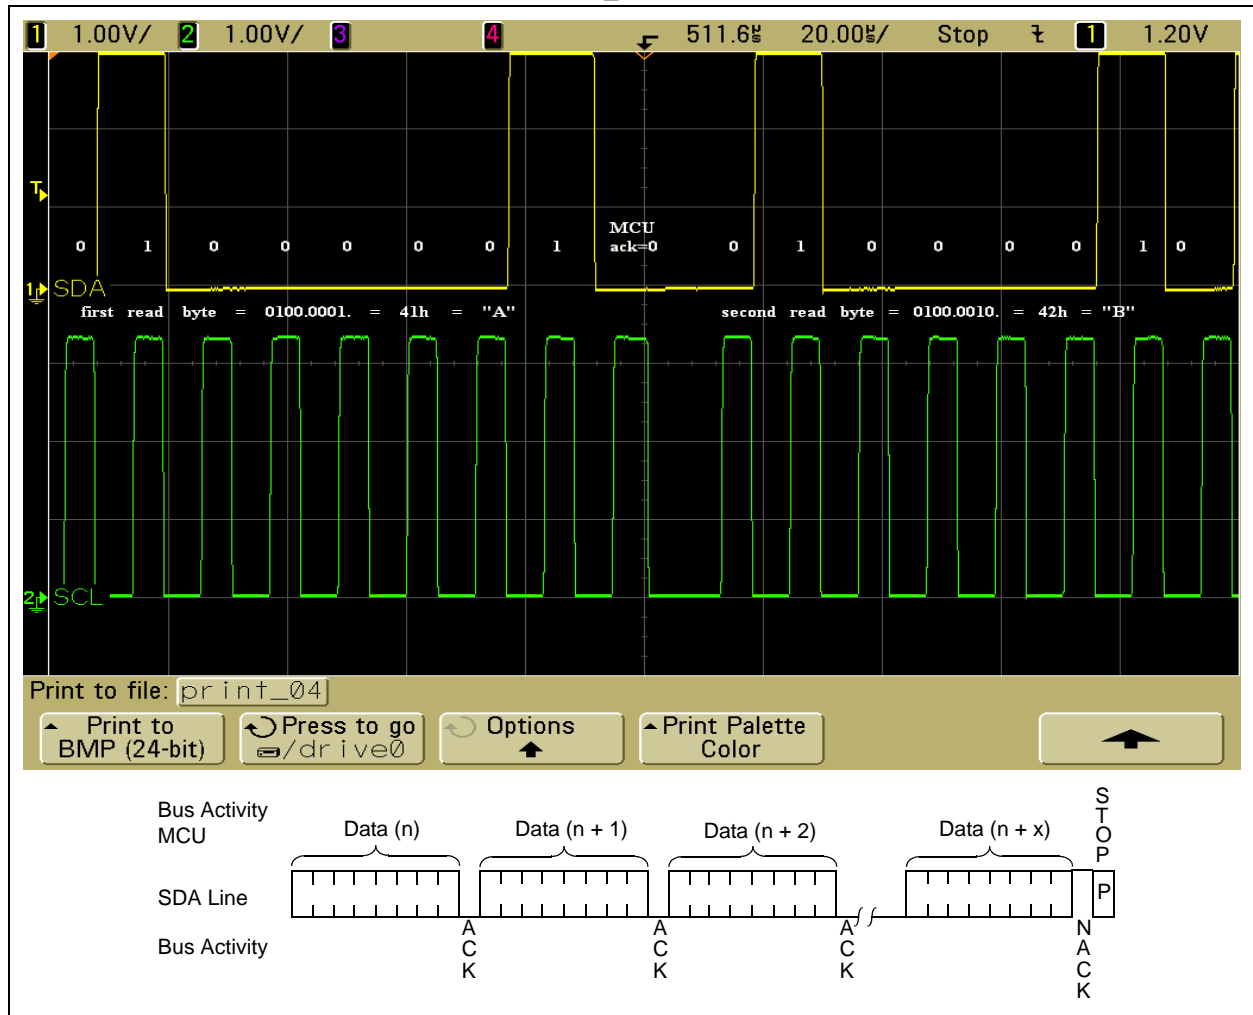 1 1.00V/ 2 1.00V/ 3 4 511.6µs 20.00µs/ Stop 1 1.20V
T
MCU
0 1 0 0 0 0 0 1 ack=0 0 1 0 0 0 0 1 0
1 SDA
first read byte = 0100.0001. = 41h = "A" second read byte = 0100.0010. = 42h = "B"
2 SCL
Print to file: print_04
Print to BMP (24-bit)
Press to go /drive0
Options
Print Palette Color
Bus Activity MCU
Data (n) Data (n + 1) Data (n + 2) Data (n + x)
STOP
SDA Line
P
Bus Activity
ACK ACK ACK NACK